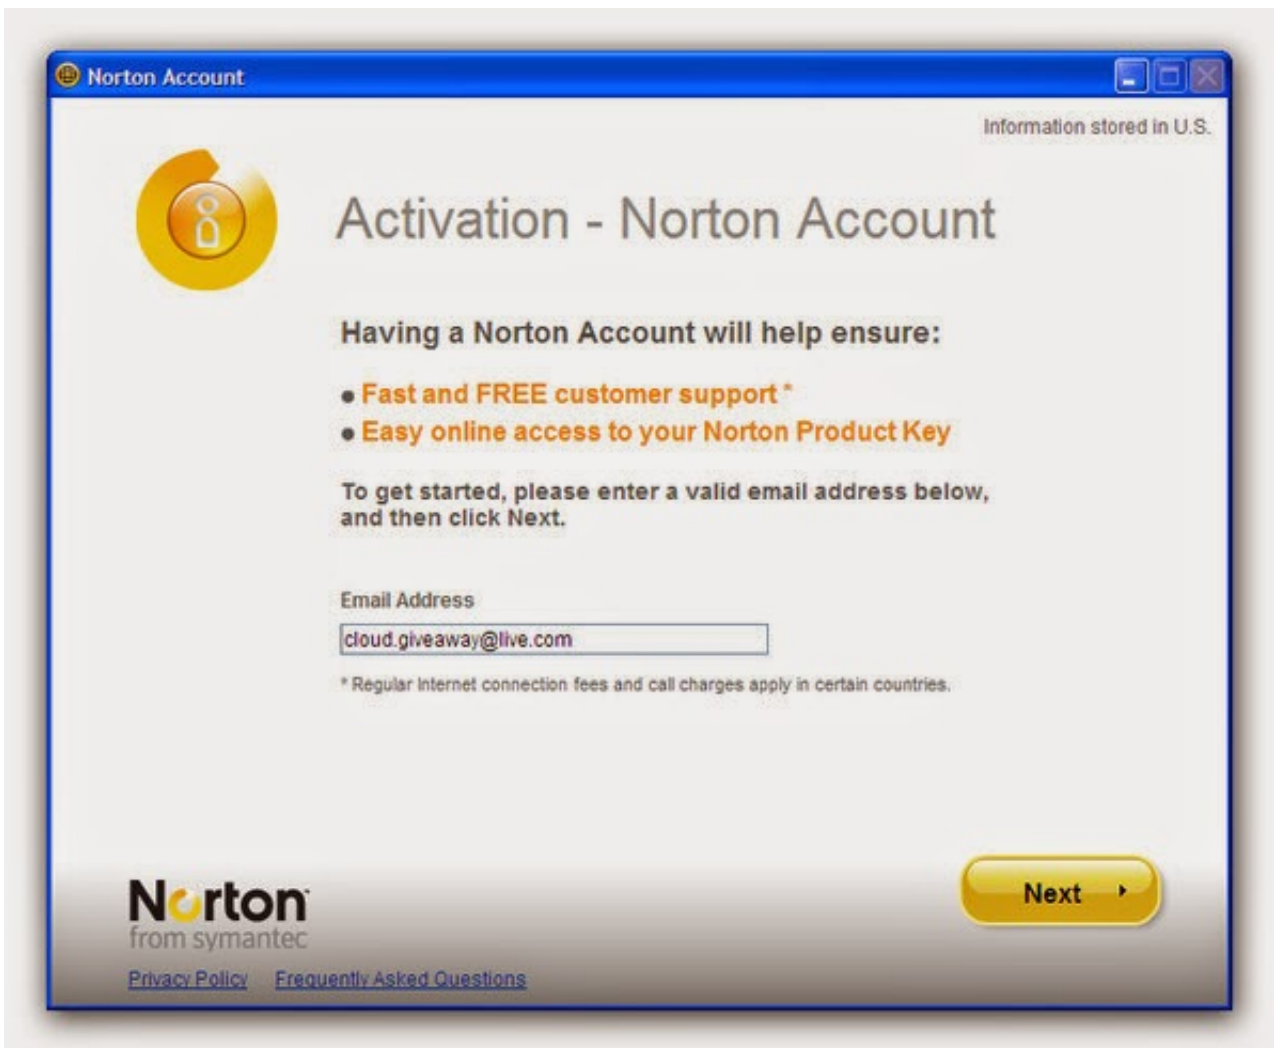 Norton Account
Information stored in U.S.
Activation - Norton Account
Having a Norton Account will help ensure:
• Fast and FREE customer support *
• Easy online access to your Norton Product Key
To get started, please enter a valid email address below,
and then click Next.
Email Address
cloud.giveaway@live.com
* Regular Internet connection fees and call charges apply in certain countries.
Next
Norton
from symantec
Privacy Policy Frequently Asked Questions